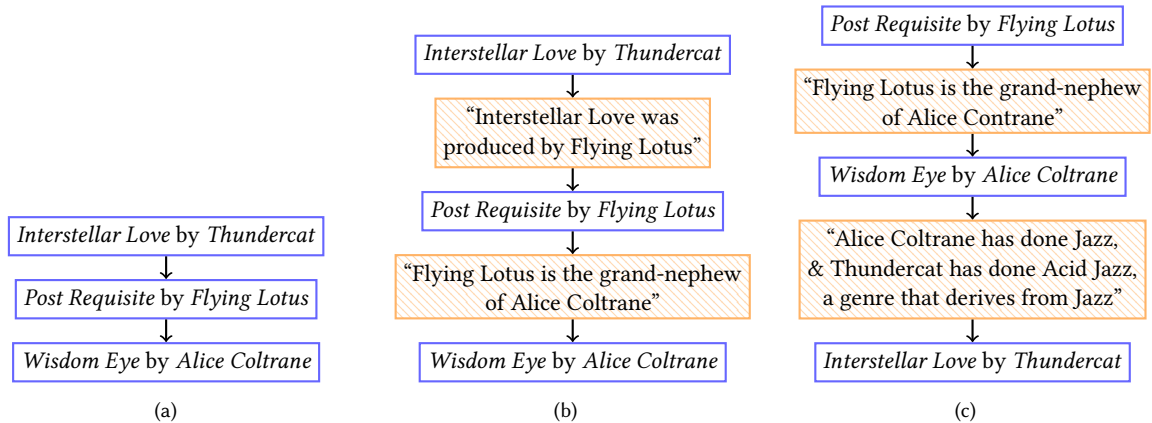 Interstellar Love by Thundercat
Post Requisite by Flying Lotus
Wisdom Eye by Alice Coltrane
(a)
Interstellar Love by Thundercat
“Interstellar Love was
produced by Flying Lotus”
Post Requisite by Flying Lotus
“Flying Lotus is the grand-nephew
of Alice Coltrane”
Wisdom Eye by Alice Coltrane
(b)
Post Requisite by Flying Lotus
“Flying Lotus is the grand-nephew
of Alice Contrane”
Wisdom Eye by Alice Coltrane
“Alice Coltrane has done Jazz,
& Thundercat has done Acid Jazz,
a genre that derives from Jazz”
Interstellar Love by Thundercat
(c)